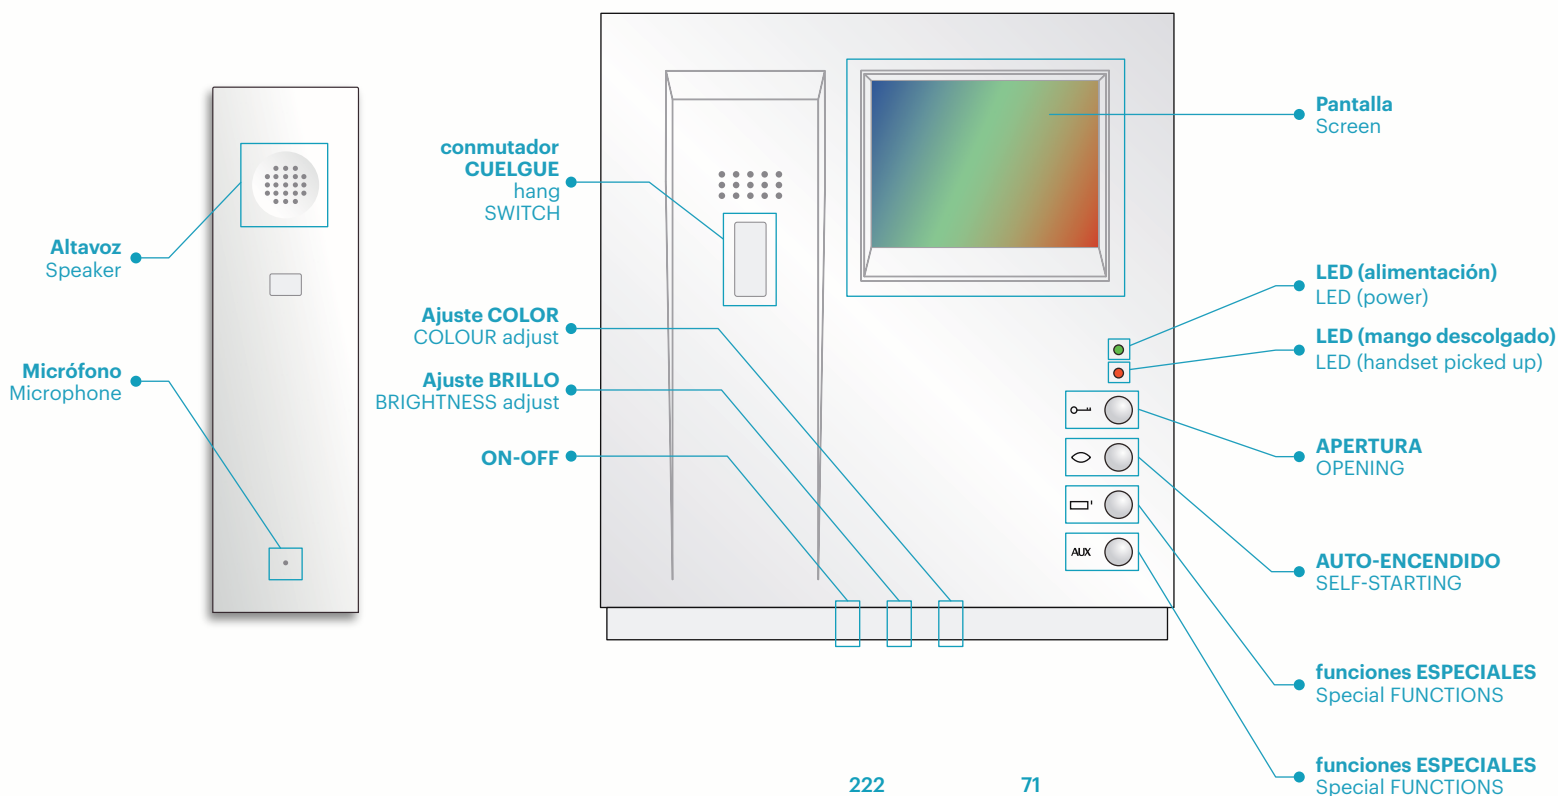 Altavoz
Speaker
Micrófono
Microphone
conmutador
CUELGUE
hang
SWITCH
Ajuste COLOR
COLOUR adjust
Ajuste BRILLO
BRIGHTNESS adjust
ON-OFF
AUX
Pantalla
Screen
LED (alimentación)
LED (power)
LED (mango descolgado)
LED (handset picked up)
APERTURA
OPENING
AUTO-ENCENDIDO
SELF-STARTING
funciones ESPECIALES
Special FUNCTIONS
funciones ESPECIALES
Special FUNCTIONS
222 71